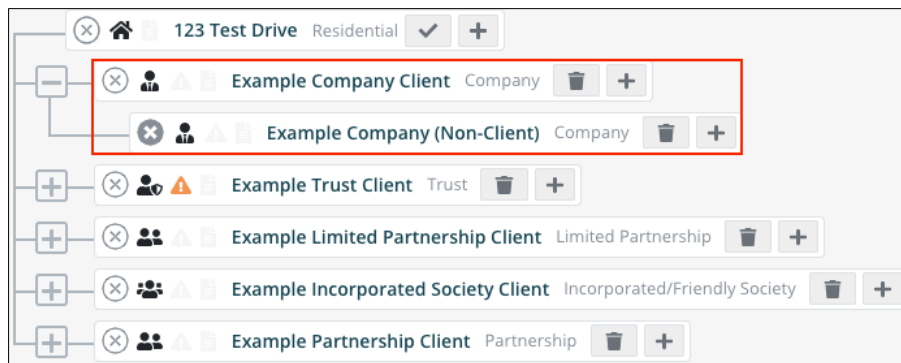 123 Test Drive Residential
Example Company Client Company
Example Company (Non-Client) Company
Example Trust Client Trust
Example Limited Partnership Client Limited Partnership
Example Incorporated Society Client Incorporated/Friendly Society
Example Partnership Client Partnership